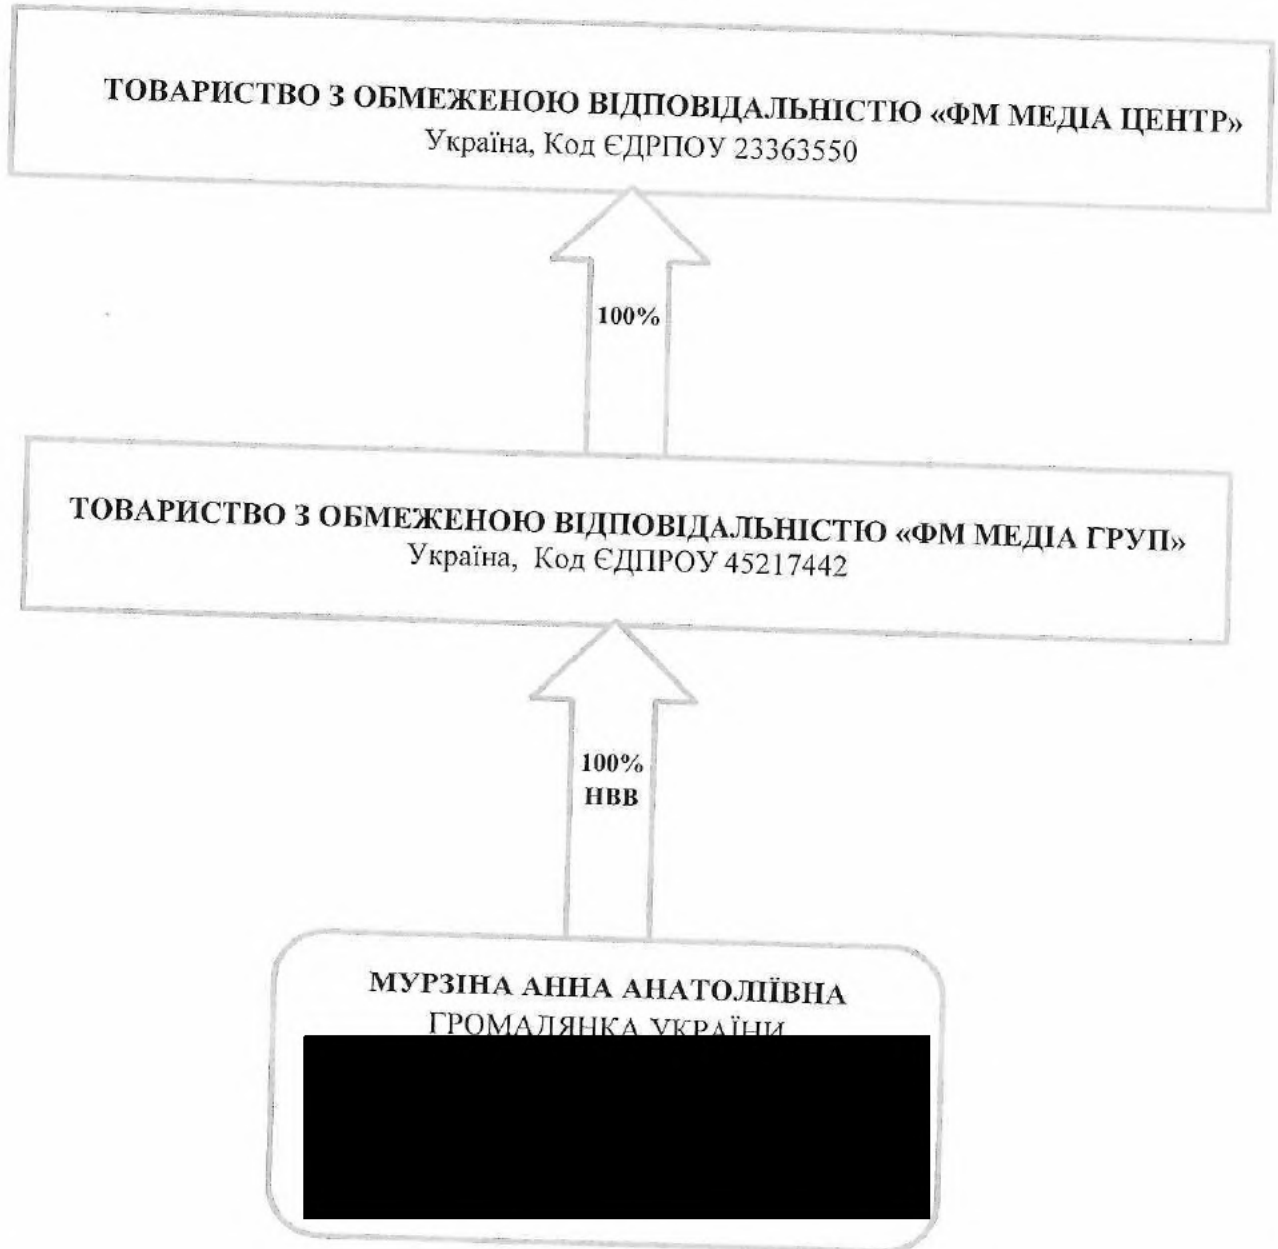 ТОВАРИСТВО З ОБМЕЖЕНОЮ ВІДПОВІДАЛЬНІСТЮ «ФМ МЕДІА ЦЕНТР»
Україна, Код ЄДРПОУ 23363550
100%
ТОВАРИСТВО З ОБМЕЖЕНОЮ ВІДПОВІДАЛЬНІСТЮ «ФМ МЕДІА ГРУП»
Україна, Код ЄДПРОУ 45217442
100%
НВВ
МУРЗІНА АННА АНАТОЛІЇВНА
ГРОМАДЯНКА УКРАЇНИ